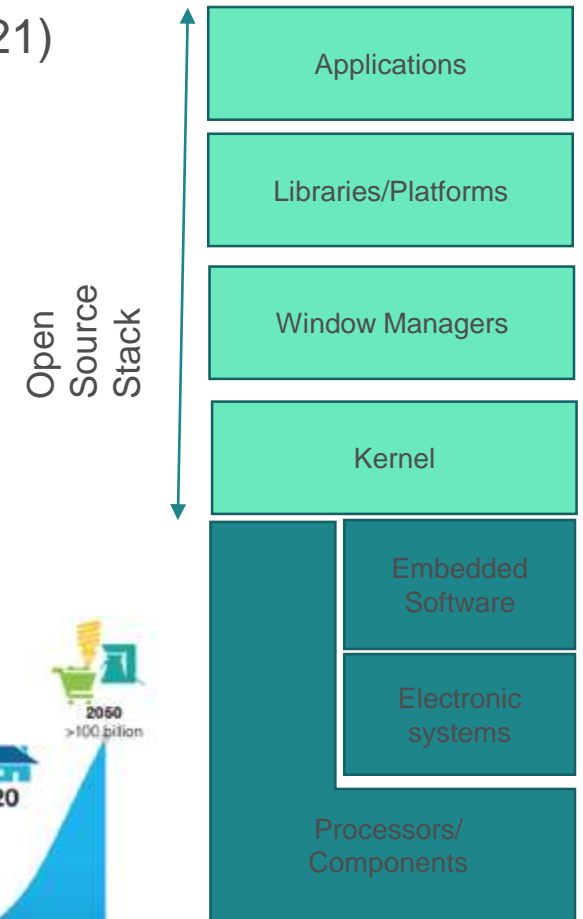 21)
Applications
Libraries/Platforms
Window Managers
Kernel
Open
Source
Stack
Embedded
Software
Electronic
systems
Processors/
Components
2050
>100 billion
20